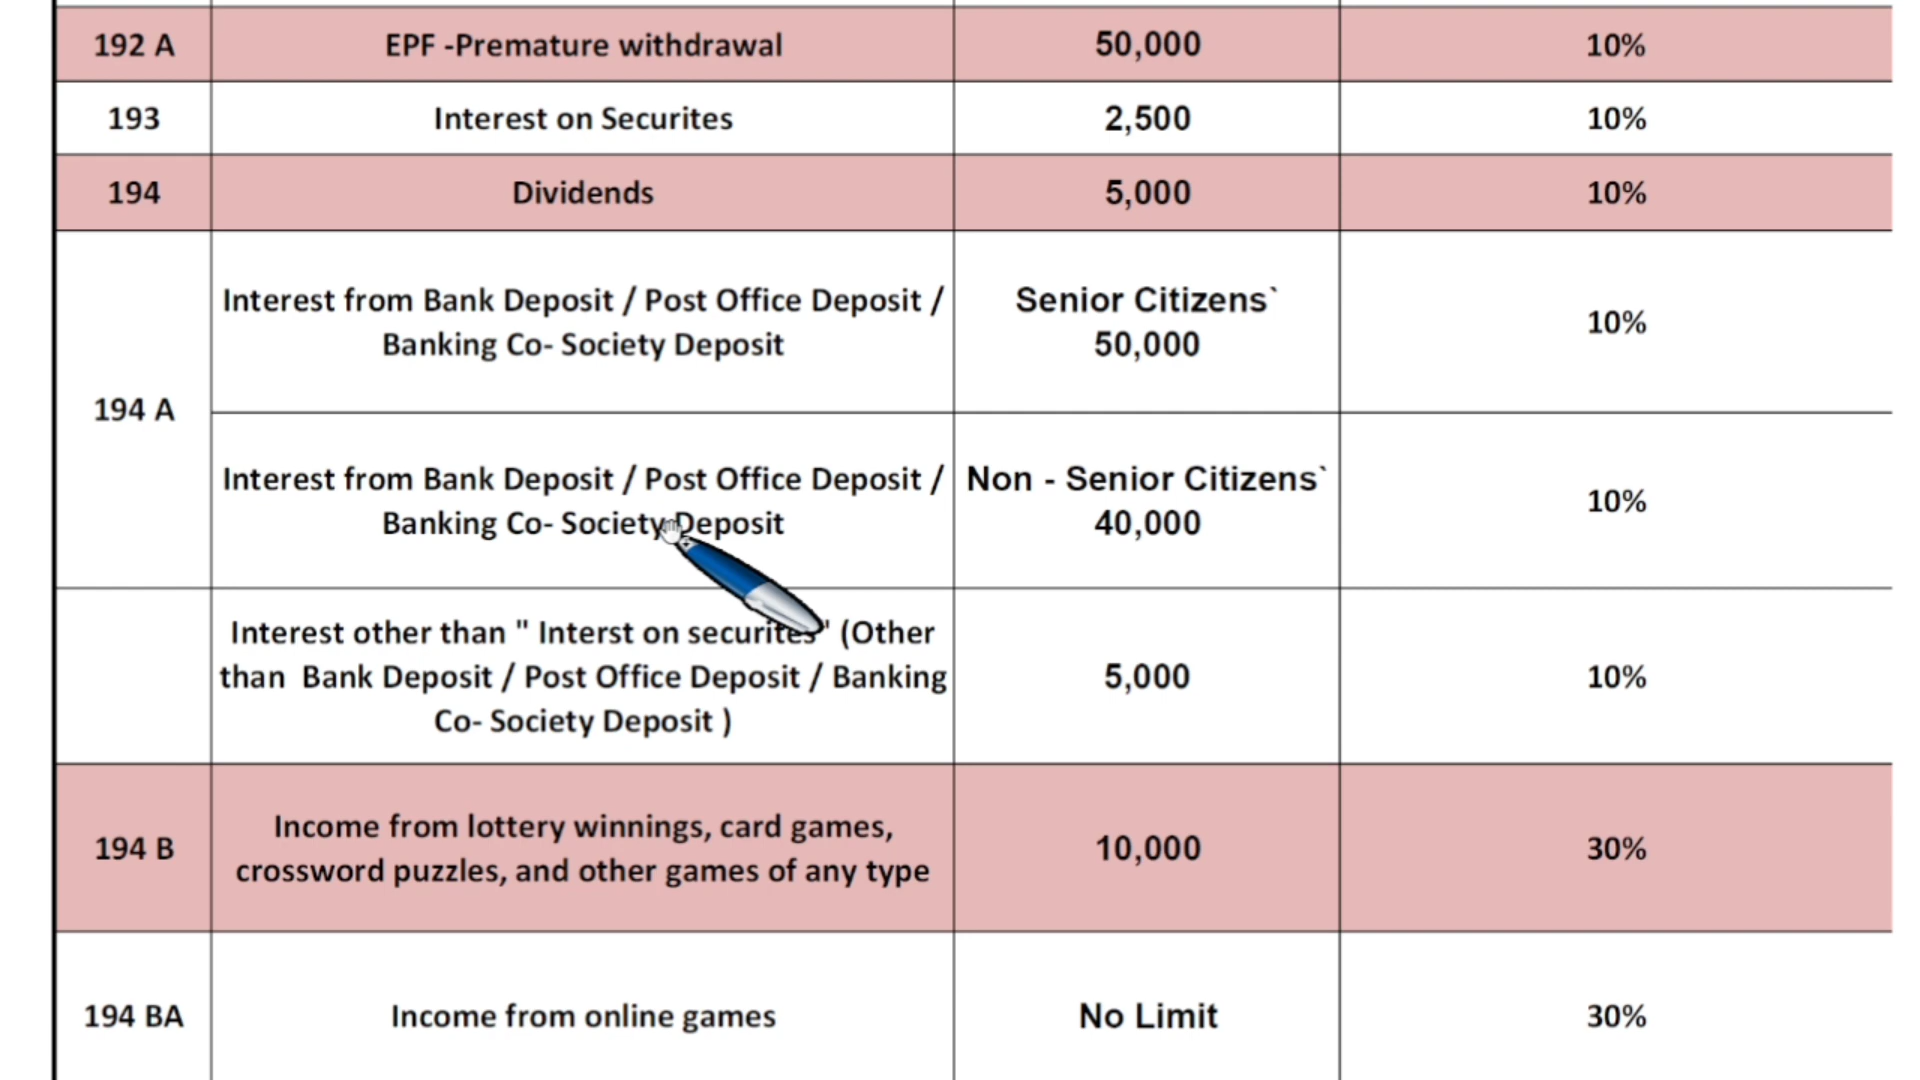 192 A
EPF -Premature withdrawal
50,000
10%
193
Interest on Securites
2,500
10%
194
Dividends
5,000
10%
194 A
Interest from Bank Deposit / Post Office Deposit /
Banking Co- Society Deposit
Senior Citizens`
50,000
10%
Interest from Bank Deposit / Post Office Deposit /
Banking Co- Society Deposit
Non - Senior Citizens`
40,000
10%
Interest other than " Interst on securites" (Other
than Bank Deposit / Post Office Deposit / Banking
Co- Society Deposit )
5,000
10%
194 B
Income from lottery winnings, card games,
crossword puzzles, and other games of any type
10,000
30%
194 BA
Income from online games
No Limit
30%